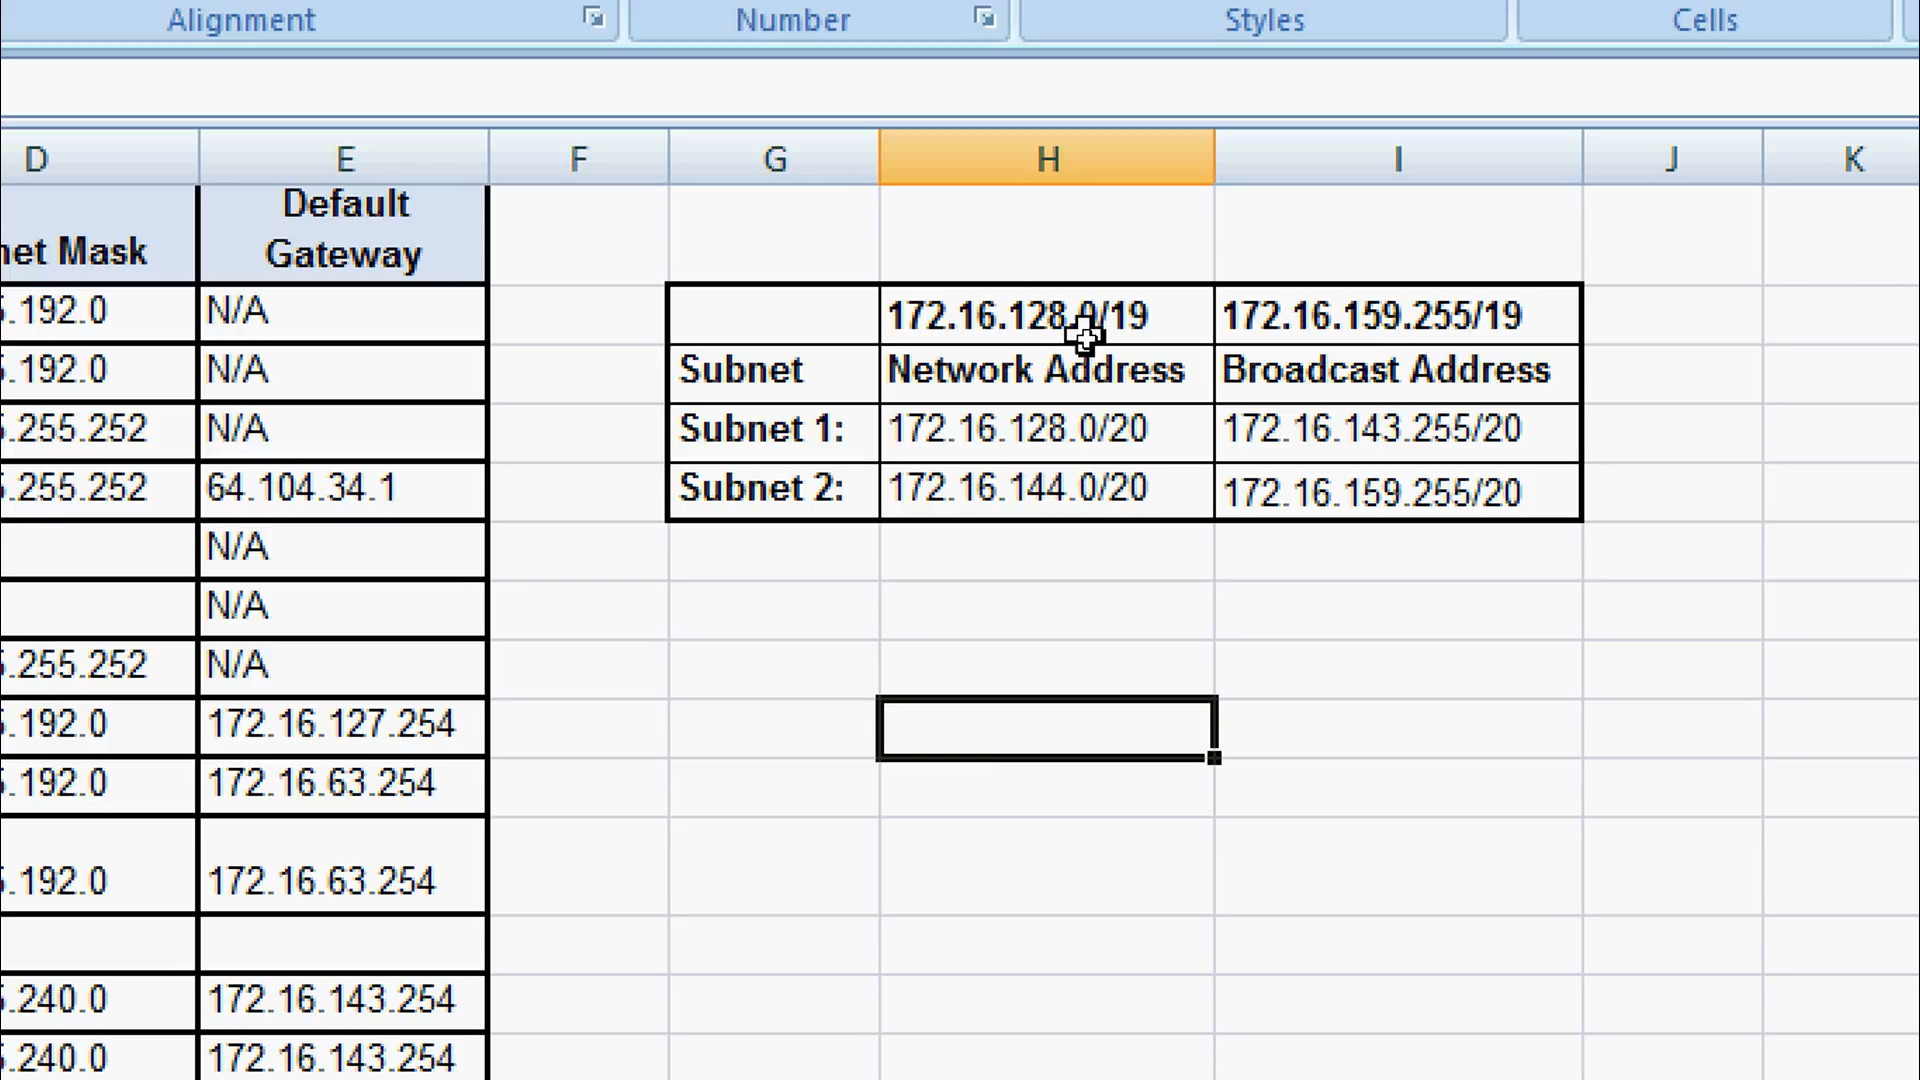 Alignment Number Styles Cells
D E F G H I J K
net Mask Default Gateway
.192.0 N/A 172.16.128.0/19 172.16.159.255/19
.192.0 N/A Subnet Network Address Broadcast Address
.255.252 N/A Subnet 1: 172.16.128.0/20 172.16.143.255/20
.255.252 64.104.34.1 Subnet 2: 172.16.144.0/20 172.16.159.255/20
N/A
N/A
.255.252 N/A
.192.0 172.16.127.254
.192.0 172.16.63.254
.192.0 172.16.63.254
.240.0 172.16.143.254
.240.0 172.16.143.254